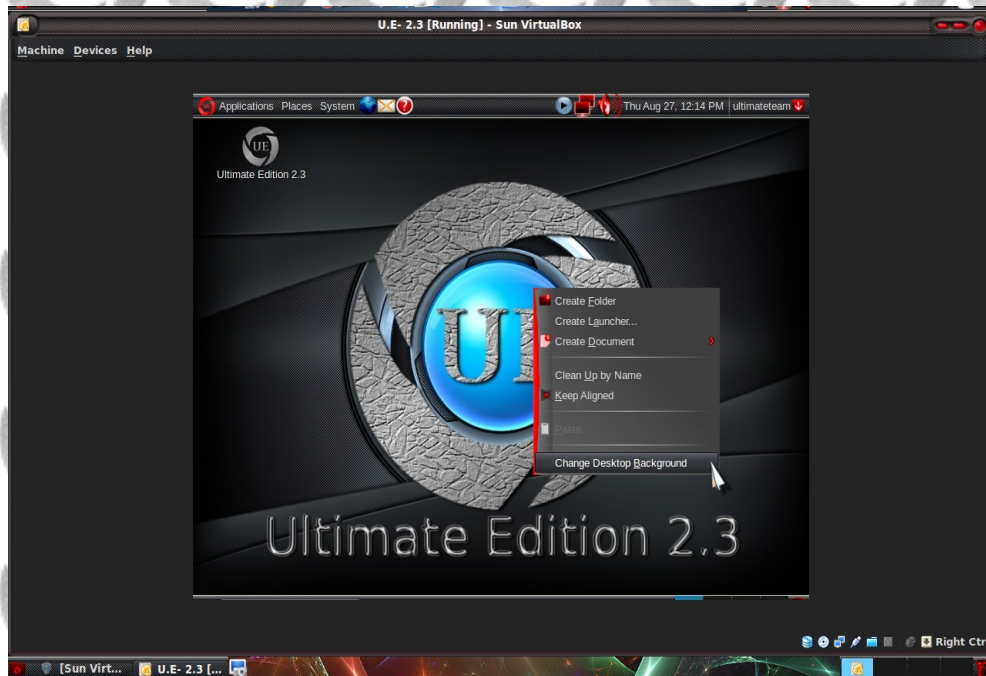 U.E- 2.3 [Running] - Sun VirtualBox
Machine Devices Help
Applications Places System
Thu Aug 27, 12:14 PM ultimateteam
UE
Ultimate Edition 2.3
Create Folder
Create Launcher...
Create Document
Clean Up by Name
Keep Aligned
Paste
Change Desktop Background
Ultimate Edition 2.3
Right Ctr
[Sun Virt... U.E- 2.3 [...